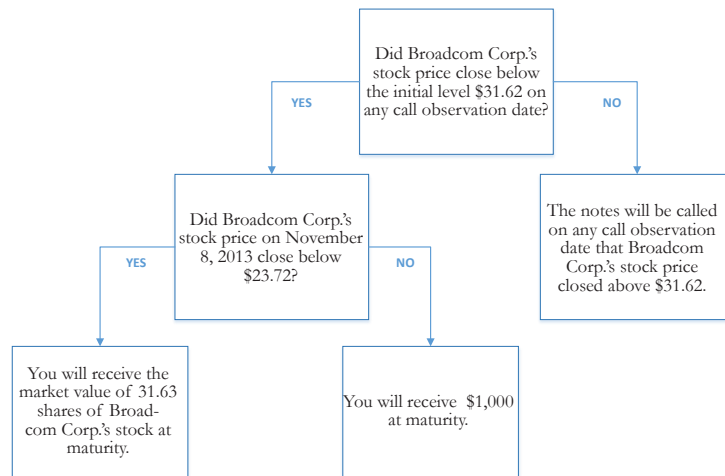 Did Broadcom Corp.'s
stock price close below
the initial level $31.62 on
any call observation date?
YES
NO
Did Broadcom Corp.'s
stock price on November
8, 2013 close below
$23.72?
The notes will be called
on any call observation
date that Broadcom
Corp.'s stock price
closed above $31.62.
YES
NO
You will receive the
market value of 31.63
shares of Broad-
com Corp.'s stock at
maturity.
You will receive $1,000
at maturity.